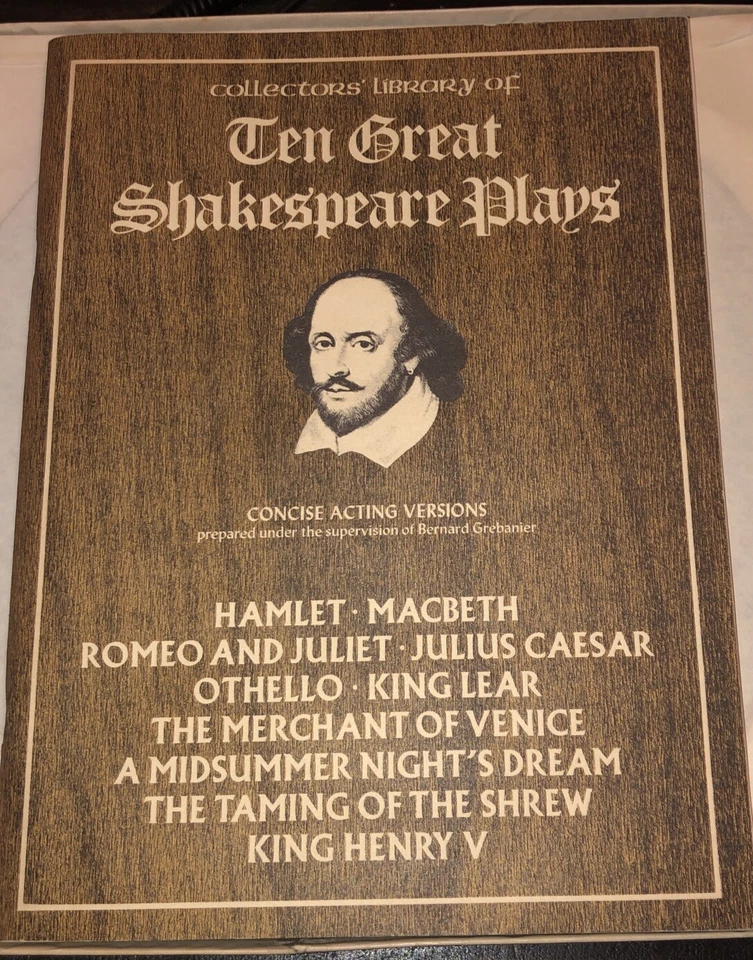 Collectors' Library of
Ten Great
Shakespeare Plays
CONCISE ACTING VERSIONS
prepared under the supervision of Bernard Grebanier
HAMLET · MACBETH
ROMEO AND JULIET · JULIUS CAESAR
OTHELLO · KING LEAR
THE MERCHANT OF VENICE
A MIDSUMMER NIGHT'S DREAM
THE TAMING OF THE SHREW
KING HENRY V